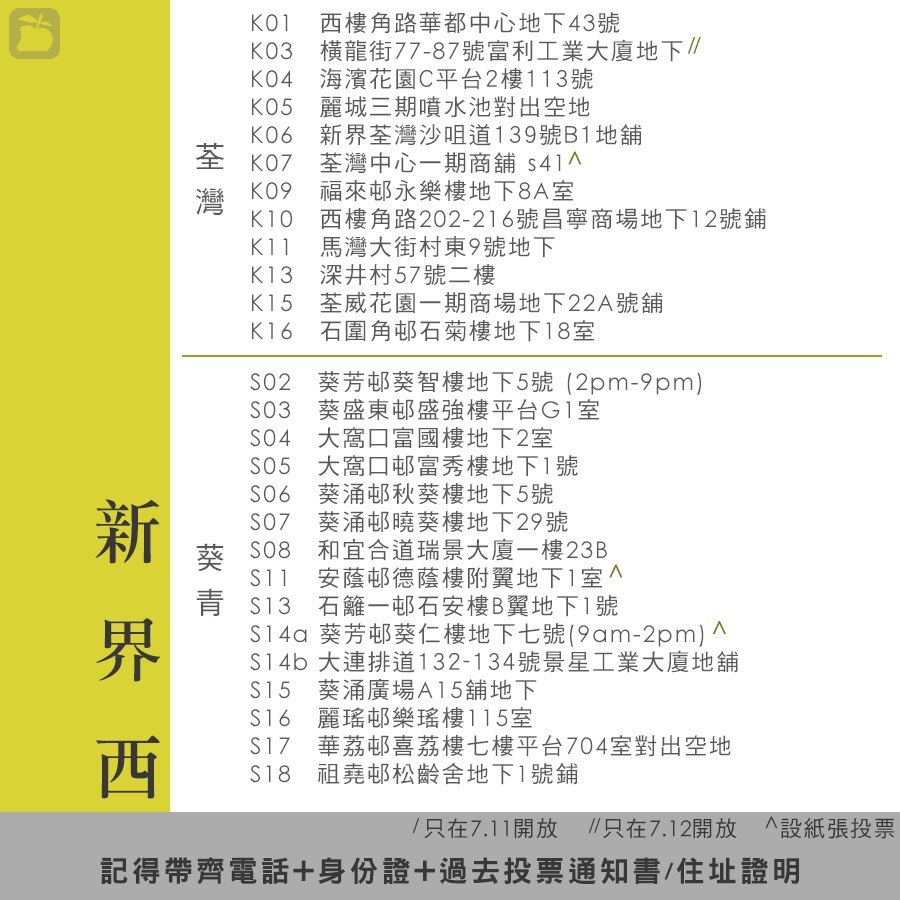 荃灣
K01 西樓角路華都中心地下43號
K03 橫龍街77-87號富利工業大廈地下//
K04 海濱花園C平台2樓113號
K05 麗城三期噴水池對出空地
K06 新界荃灣沙咀道139號B1地舖
K07 荃灣中心一期商舖 s41^
K09 福來邨永樂樓地下8A室
K10 西樓角路202-216號昌寧商場地下12號鋪
K11 馬灣大街村東9號地下
K13 深井村57號二樓
K15 荃威花園一期商場地下22A號舖
K16 石圍角邨石菊樓地下18室
新界西
葵青
S02 葵芳邨葵智樓地下5號 (2pm-9pm)
S03 葵盛東邨盛強樓平台G1室
S04 大窩口富國樓地下2室
S05 大窩口邨富秀樓地下1號
S06 葵涌邨秋葵樓地下5號
S07 葵涌邨曉葵樓地下29號
S08 和宜合道瑞景大廈一樓23B
S11 安蔭邨德蔭樓附翼地下1室^
S13 石籬一邨石安樓B翼地下1號
S14a 葵芳邨葵仁樓地下七號(9am-2pm)^
S14b 大連排道132-134號景星工業大廈地舖
S15 葵涌廣場A15舖地下
S16 麗瑤邨樂瑤樓115室
S17 華荔邨喜荔樓七樓平台704室對出空地
S18 祖堯邨松齡舍地下1號鋪
/只在7.11開放 //只在7.12開放 ^設紙張投票
記得帶齊電話+身份證+過去投票通知書/住址證明